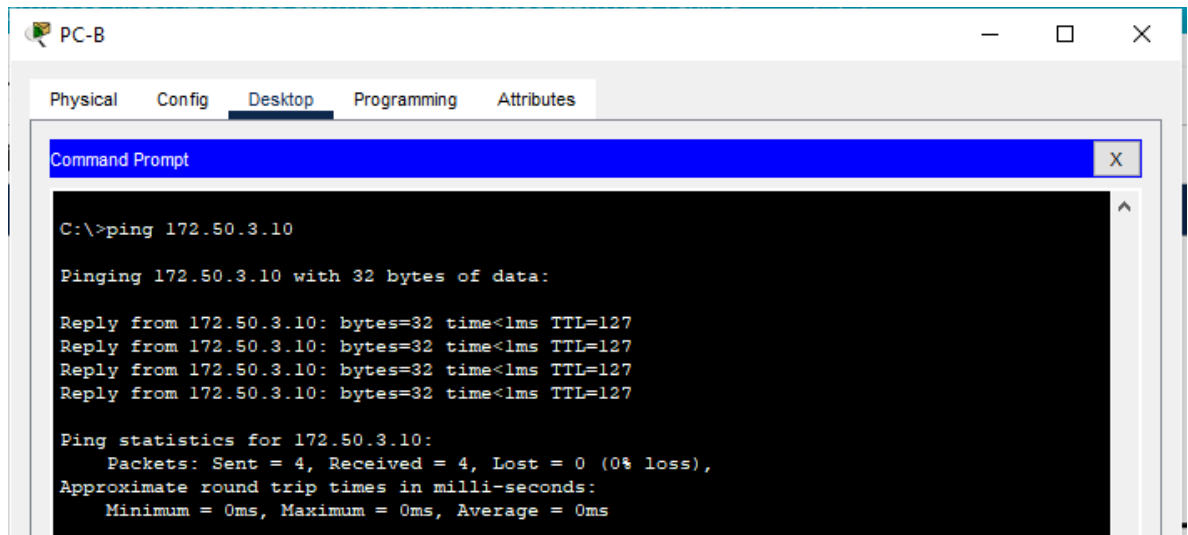 PC-B
Physical Config Desktop Programming Attributes
Command Prompt X
C:\>ping 172.50.3.10
Pinging 172.50.3.10 with 32 bytes of data:
Reply from 172.50.3.10: bytes=32 time<1ms TTL=127
Reply from 172.50.3.10: bytes=32 time<1ms TTL=127
Reply from 172.50.3.10: bytes=32 time<1ms TTL=127
Reply from 172.50.3.10: bytes=32 time<1ms TTL=127
Ping statistics for 172.50.3.10:
Packets: Sent = 4, Received = 4, Lost = 0 (0% loss),
Approximate round trip times in milli-seconds:
Minimum = 0ms, Maximum = 0ms, Average = 0ms